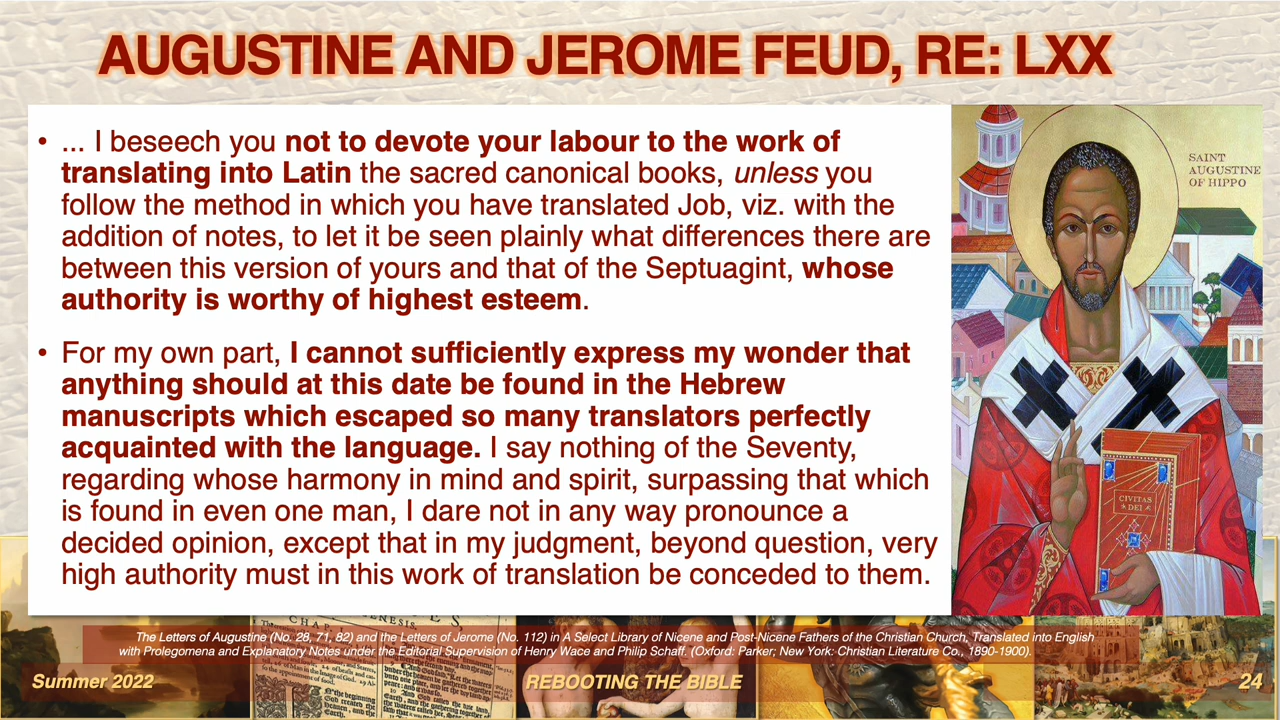 AUGUSTINE AND JEROME FEUD, RE: LXX
• ... I beseech you not to devote your labour to the work of
translating into Latin the sacred canonical books, unless you
follow the method in which you have translated Job, viz. with the
addition of notes, to let it be seen plainly what differences there are
between this version of yours and that of the Septuagint, whose
authority is worthy of highest esteem.
• For my own part, I cannot sufficiently express my wonder that
anything should at this date be found in the Hebrew
manuscripts which escaped so many translators perfectly
acquainted with the language. I say nothing of the Seventy,
regarding whose harmony in mind and spirit, surpassing that which
is found in even one man, I dare not in any way pronounce a
decided opinion, except that in my judgment, beyond question, very
high authority must in this work of translation be conceded to them.
SAINT
AUGUSTINE
OF HIPPO
CIVITAS
DEI
GENESIS.
The Letters of Augustine (No. 28, 71, 82) and the Letters of Jerome (No. 112) in A Select Library of Nicene and Post-Nicene Fathers of the Christian Church, Translated into English
with Prolegomena and Explanatory Notes under the Editorial Supervision of Henry Wace and Philip Schaff. (Oxford: Parker; New York: Christian Literature Co., 1890-1900).
Summer 2022
REBOOTING THE BIBLE
24